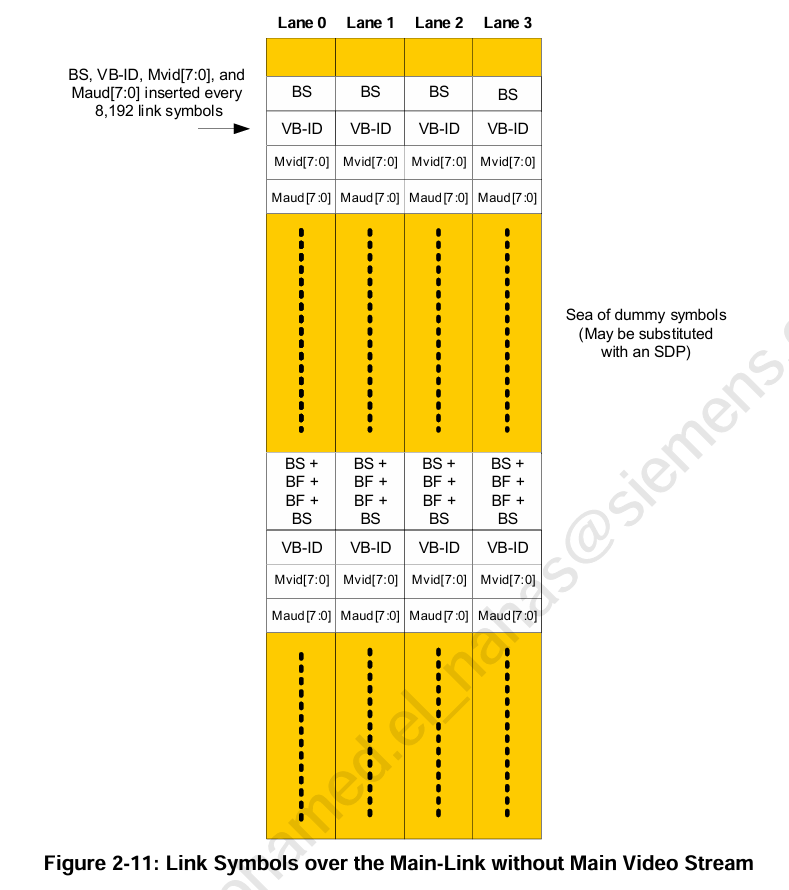 Lane 0 Lane 1 Lane 2 Lane 3
BS, VB-ID, Mvid[7:0], and
Maud[7:0] inserted every
8,192 link symbols
BS BS BS BS
VB-ID VB-ID VB-ID VB-ID
Mvid[7:0] Mvid[7:0] Mvid[7:0] Mvid[7:0]
Maud[7:0] Maud[7:0] Maud[7:0] Maud[7:0]
Sea of dummy symbols
(May be substituted
with an SDP)
BS + BS + BS + BS +
BF + BF + BF + BF +
BF + BF + BF + BF +
BS BS BS BS
VB-ID VB-ID VB-ID VB-ID
Mvid[7:0] Mvid[7:0] Mvid[7:0] Mvid[7:0]
Maud[7:0] Maud[7:0] Maud[7:0] Maud[7:0]
Figure 2-11: Link Symbols over the Main-Link without Main Video Stream